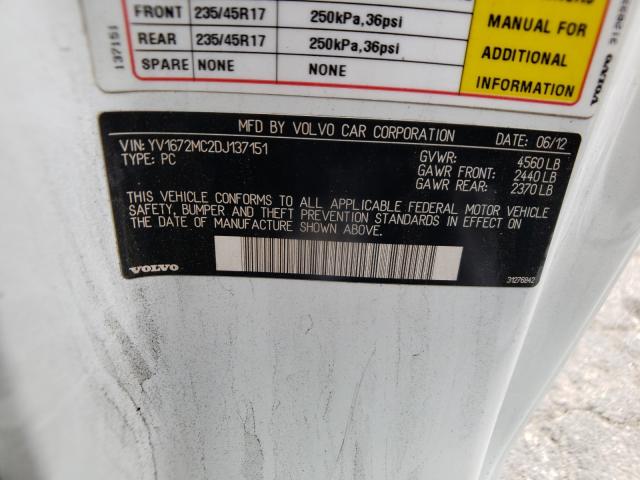 FRONT 235/45R17 250kPa,36psi
REAR 235/45R17 250kPa,36psi
SPARE NONE NONE
MANUAL FOR
ADDITIONAL
INFORMATION
137151
VOLVO
MFD BY VOLVO CAR CORPORATION
VIN: YV1672MC2DJ137151
TYPE: PC
DATE: 06/12
GVWR: 4560 LB
GAWR FRONT: 2440 LB
GAWR REAR: 2370 LB
THIS VEHICLE CONFORMS TO ALL APPLICABLE FEDERAL MOTOR VEHICLE
SAFETY, BUMPER AND THEFT PREVENTION STANDARDS IN EFFECT ON
THE DATE OF MANUFACTURE SHOWN ABOVE.
VOLVO
31276842